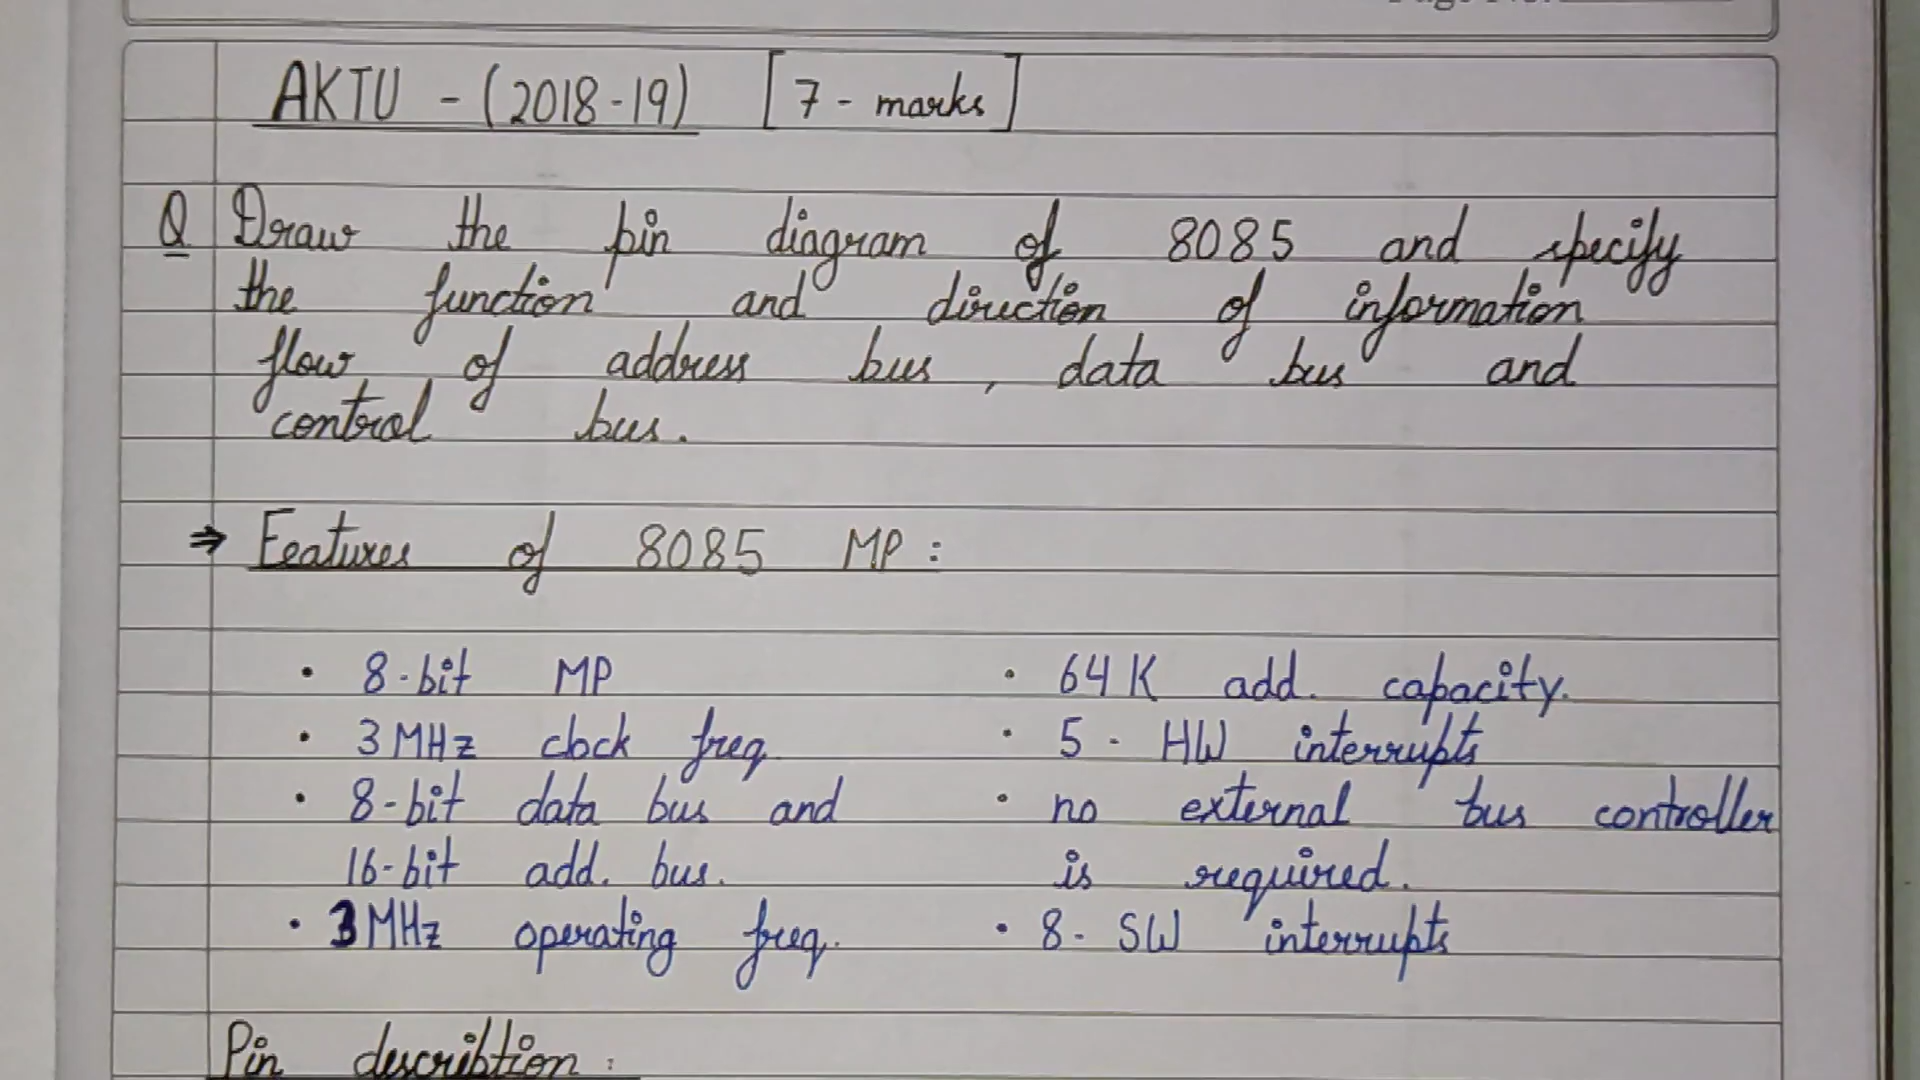 AKTU - (2018-19) [7 - marks]
Q Draw the pin diagram of 8085 and specify
the function and direction of information
flow of address bus, data bus and
control bus.
⇒ Features of 8085 MP :
• 8-bit MP
• 3 MHz clock freq.
• 8-bit data bus and
16-bit add. bus.
• 3 MHz operating freq.
• 64 K add. capacity.
• 5 - HW interrupts
• no external bus controller
is required.
• 8 - SW interrupts
Pin describtion :